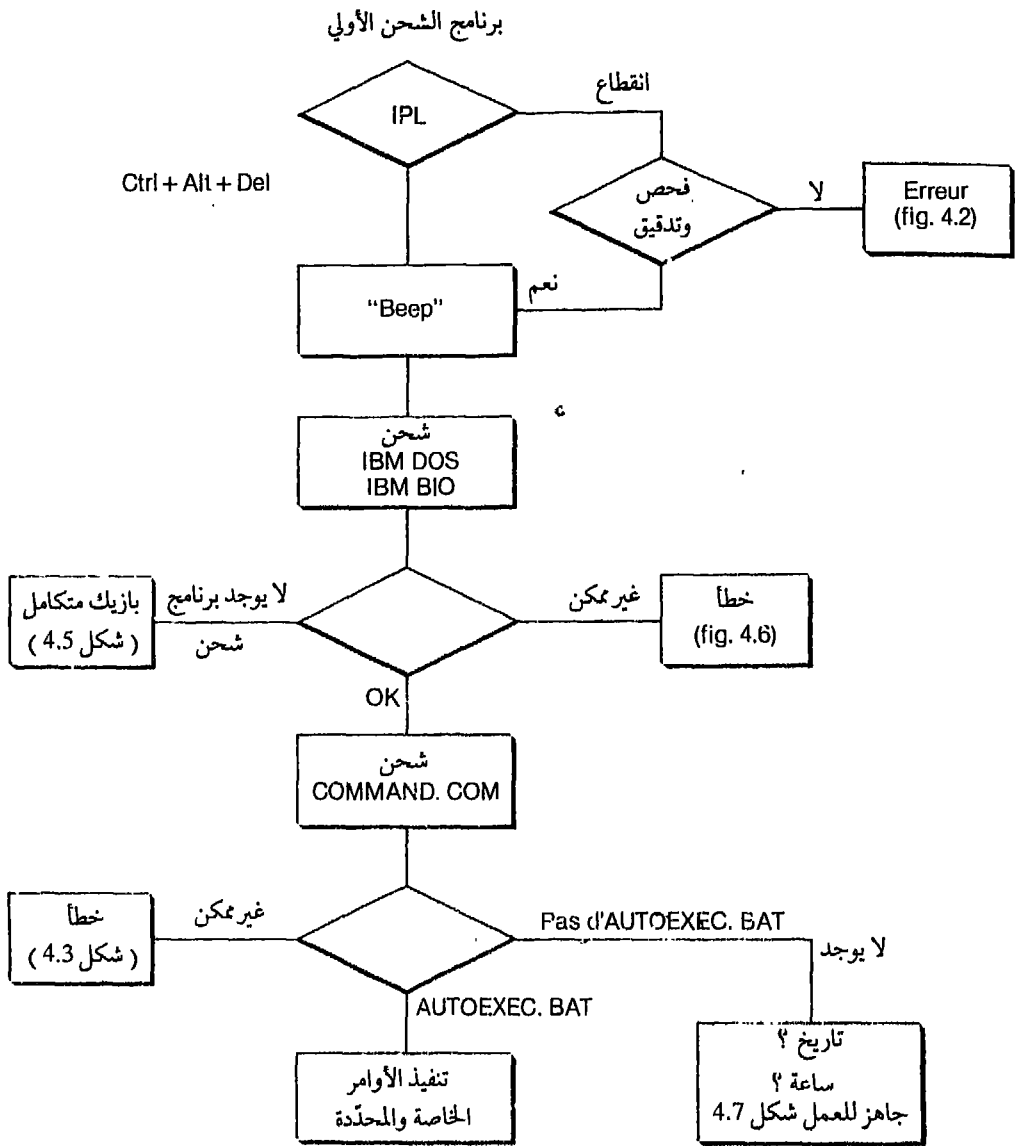 برنامج الشحن الأولي
انقطاع
IPL
Ctrl + Alt + Del
فحص
وتدقيق
لا
Erreur
(fig. 4.2)
نعم
"Beep"
شحن
IBM DOS
IBM BIO
بازيك متكامل
(شكل 4.5)
لا يوجد برنامج
شحن
غير ممكن
خطأ
(fig. 4.6)
OK
شحن
COMMAND. COM
خطأ
(شكل 4.3)
غير ممكن
Pas d'AUTOEXEC. BAT
لا يوجد
AUTOEXEC. BAT
تنفيذ الأوامر
الخاصة والمحدّدة
تاريخ ؟
ساعة ؟
جاهز للعمل شكل 4.7